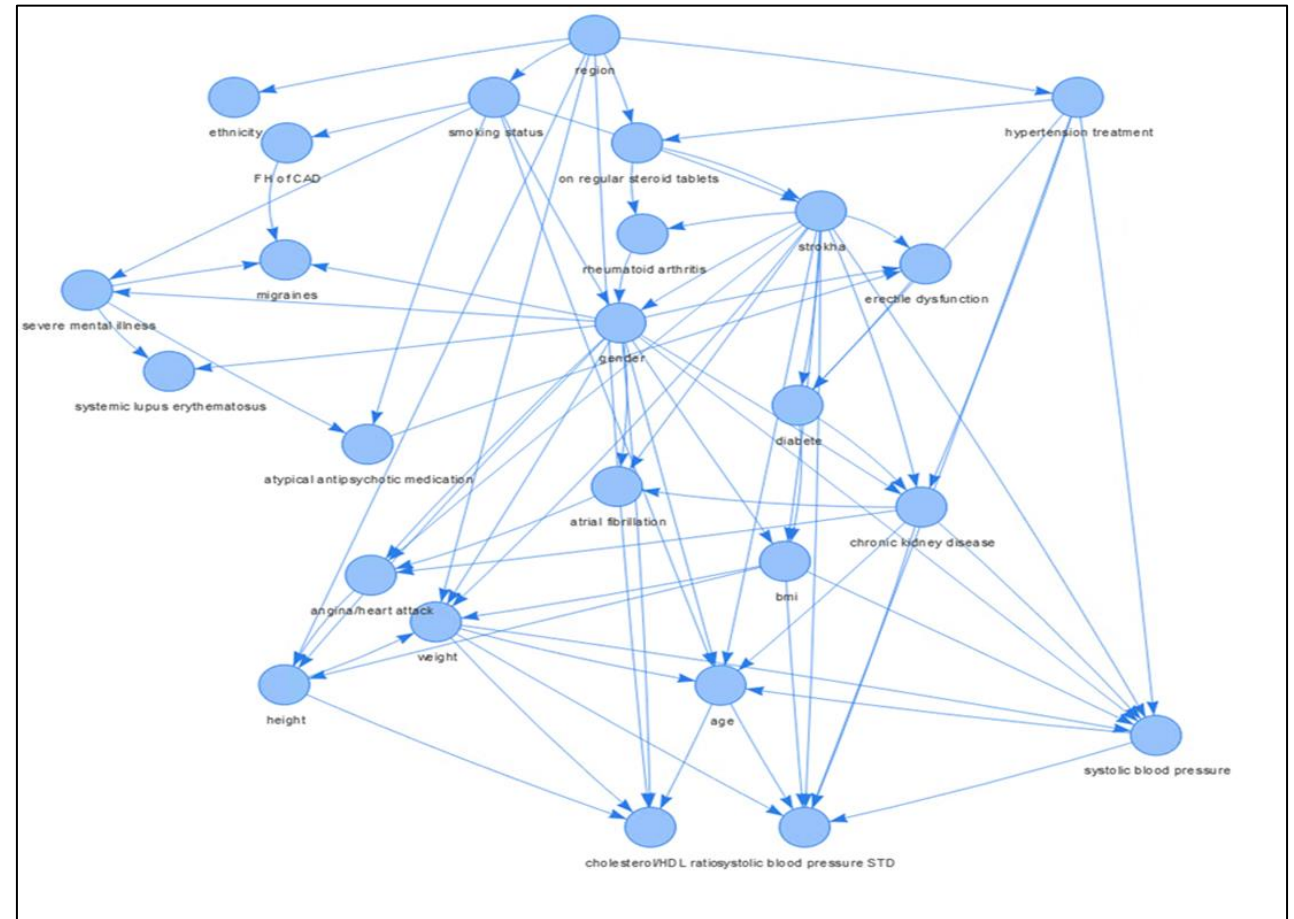 region
ethnicity
smoking status
hypertension treatment
FH of CAD
on regular steroid tablets
strokha
rheumatoid arthritis
migraines
erectile dysfunction
severe mental illness
gender
systemic lupus erythematosus
diabete
atypical antipsychotic medication
atrial fibrillation
chronic kidney disease
bmi
angina/heart attack
weight
height
age
systolic blood pressure
cholesterol/HDL ratio
systolic blood pressure STD